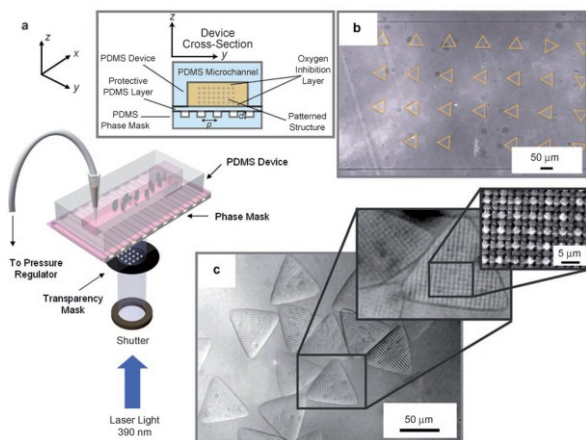 a
z
x
y
Device
Cross-Section
z
y
PDMS Device
Protective
PDMS Layer
PDMS
Phase Mask
PDMS Microchannel
Oxygen
Inhibition
Layer
Patterned
Structure
p
d
PDMS Device
Phase Mask
To Pressure
Regulator
Transparency
Mask
Shutter
Laser Light
390 nm
b
50 μm
c
5 μm
50 μm